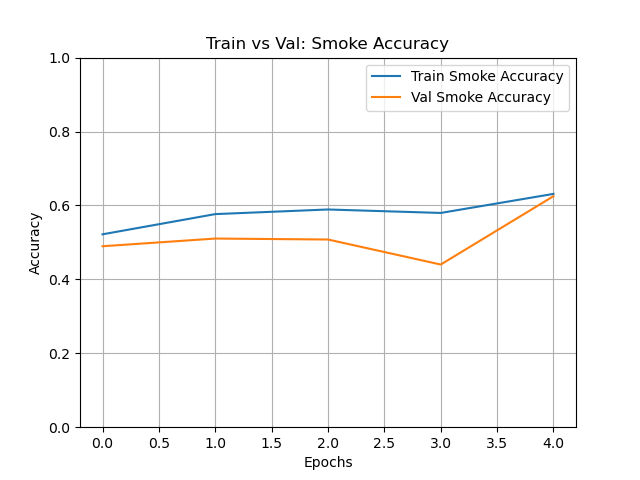 Train vs Val: Smoke Accuracy
Train Smoke Accuracy
Val Smoke Accuracy
Accuracy
1.0
0.8
0.6
0.4
0.2
0.0
0.0 0.5 1.0 1.5 2.0 2.5 3.0 3.5 4.0
Epochs